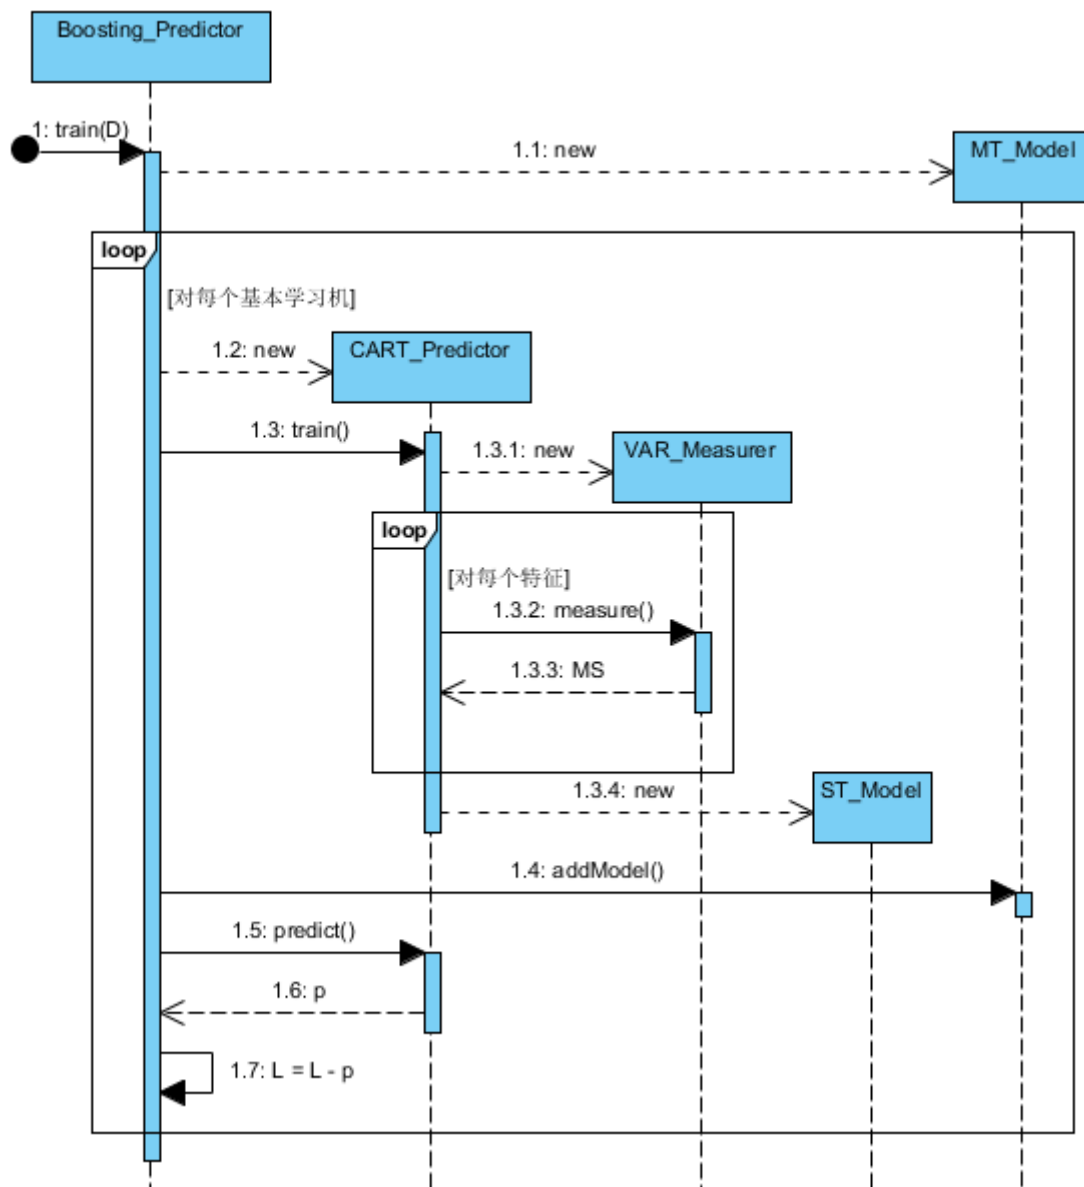 Boosting_Predictor
1: train(D)
1.1: new
MT_Model
loop
[对每个基本学习机]
1.2: new
CART_Predictor
1.3: train()
1.3.1: new
VAR_Measurer
loop
[对每个特征]
1.3.2: measure()
1.3.3: MS
1.3.4: new
ST_Model
1.4: addModel()
1.5: predict()
1.6: p
1.7: L = L - p